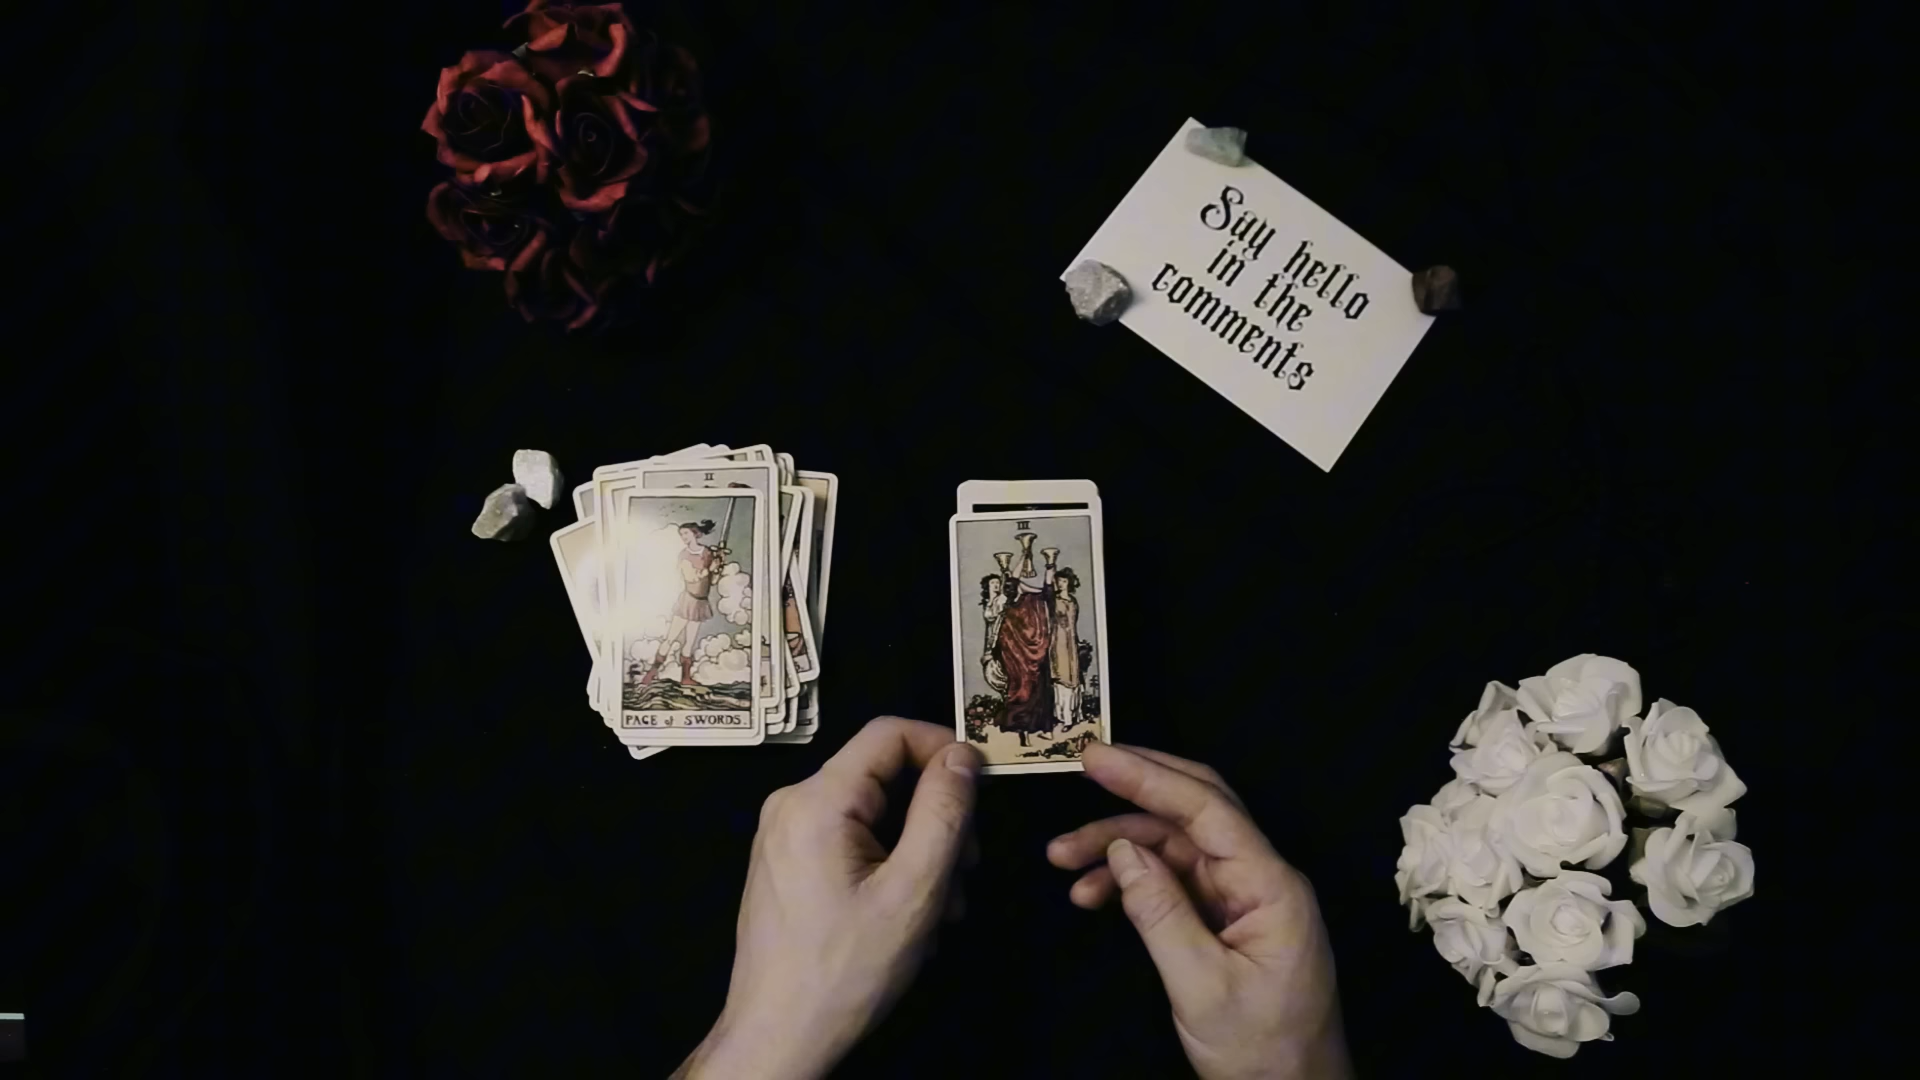 Say hello
in the
comments
II
PAGE of SWORDS.
III